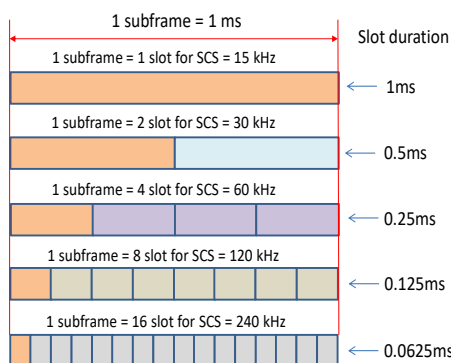 1 subframe = 1 ms
Slot duration
1 subframe = 1 slot for SCS = 15 kHz
1ms
1 subframe = 2 slot for SCS = 30 kHz
0.5ms
1 subframe = 4 slot for SCS = 60 kHz
0.25ms
1 subframe = 8 slot for SCS = 120 kHz
0.125ms
1 subframe = 16 slot for SCS = 240 kHz
0.0625ms